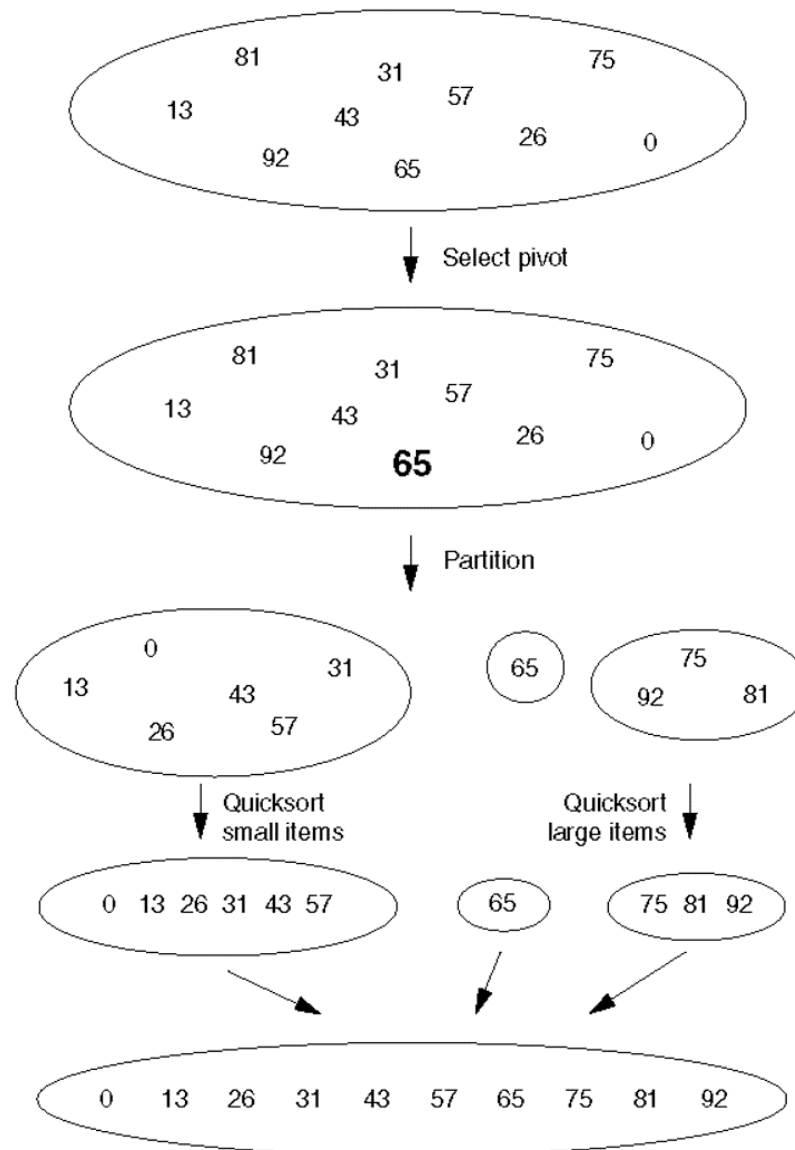 81 31 75
13 43 57 26 0
92 65
Select pivot
81 31 75
13 43 57 26 0
92 65
Partition
0 31 65 75
13 43 92 81
26 57
Quicksort Quicksort
small items large items
0 13 26 31 43 57 65 75 81 92
0 13 26 31 43 57 65 75 81 92